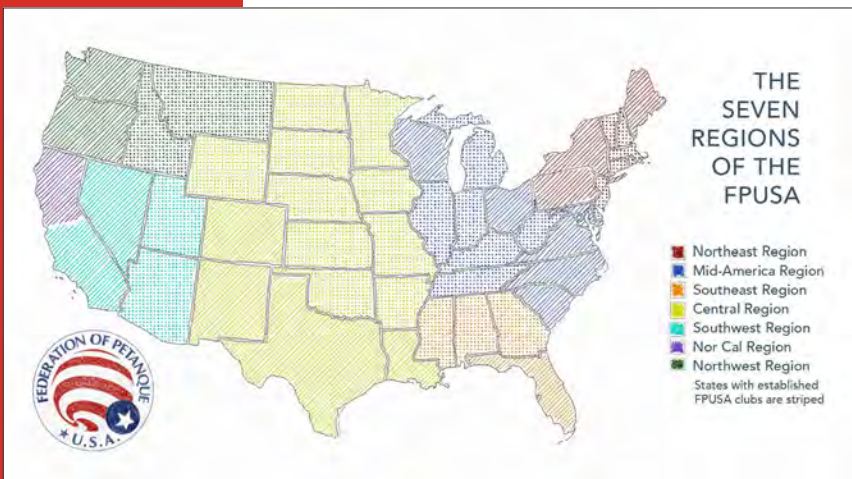 THE
SEVEN
REGIONS
OF THE
FPUSA
Northeast Region
Mid-America Region
Southeast Region
Central Region
Southwest Region
Nor Cal Region
Northwest Region
States with established
FPUSA clubs are striped
FEDERATION OF PETANQUE
U.S.A.